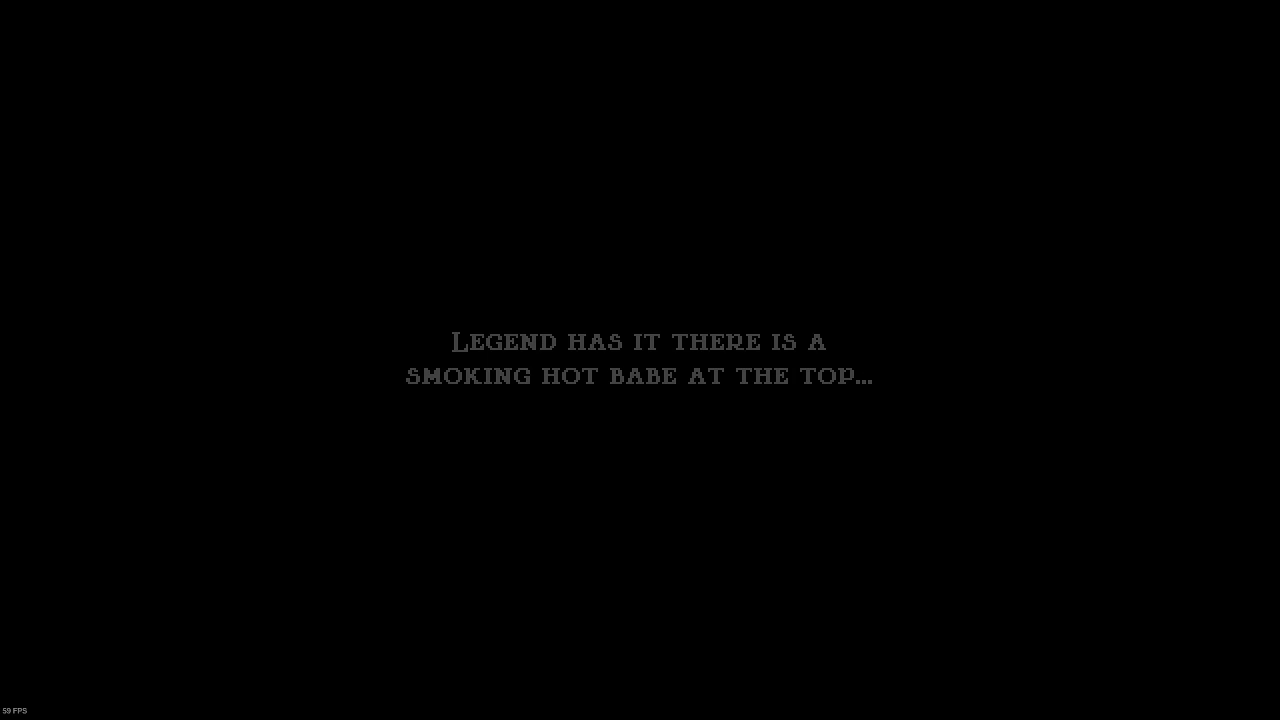 Legend has it there is a
smoking hot babe at the top...
59 FPS